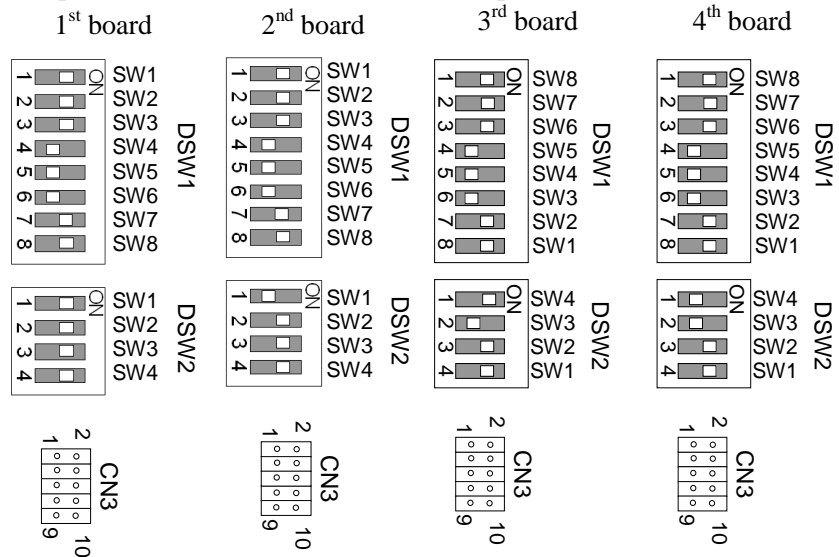 1st board
2nd board
3rd board
4th board
1 ON SW1
2 SW2
3 SW3
4 SW4
5 SW5
6 SW6
7 SW7
8 SW8
DSW1
1 ON SW1
2 SW2
3 SW3
4 SW4
5 SW5
6 SW6
7 SW7
8 SW8
DSW1
1 ON SW8
2 SW7
3 SW6
4 SW5
5 SW4
6 SW3
7 SW2
8 SW1
DSW1
1 ON SW8
2 SW7
3 SW6
4 SW5
5 SW4
6 SW3
7 SW2
8 SW1
DSW1
1 ON SW1
2 SW2
3 SW3
4 SW4
DSW2
1 ON SW1
2 SW2
3 SW3
4 SW4
DSW2
1 ON SW4
2 SW3
3 SW2
4 SW1
DSW2
1 ON SW4
2 SW3
3 SW2
4 SW1
DSW2
1 2
CN3
9 10
1 2
CN3
9 10
1 2
CN3
9 10
1 2
CN3
9 10